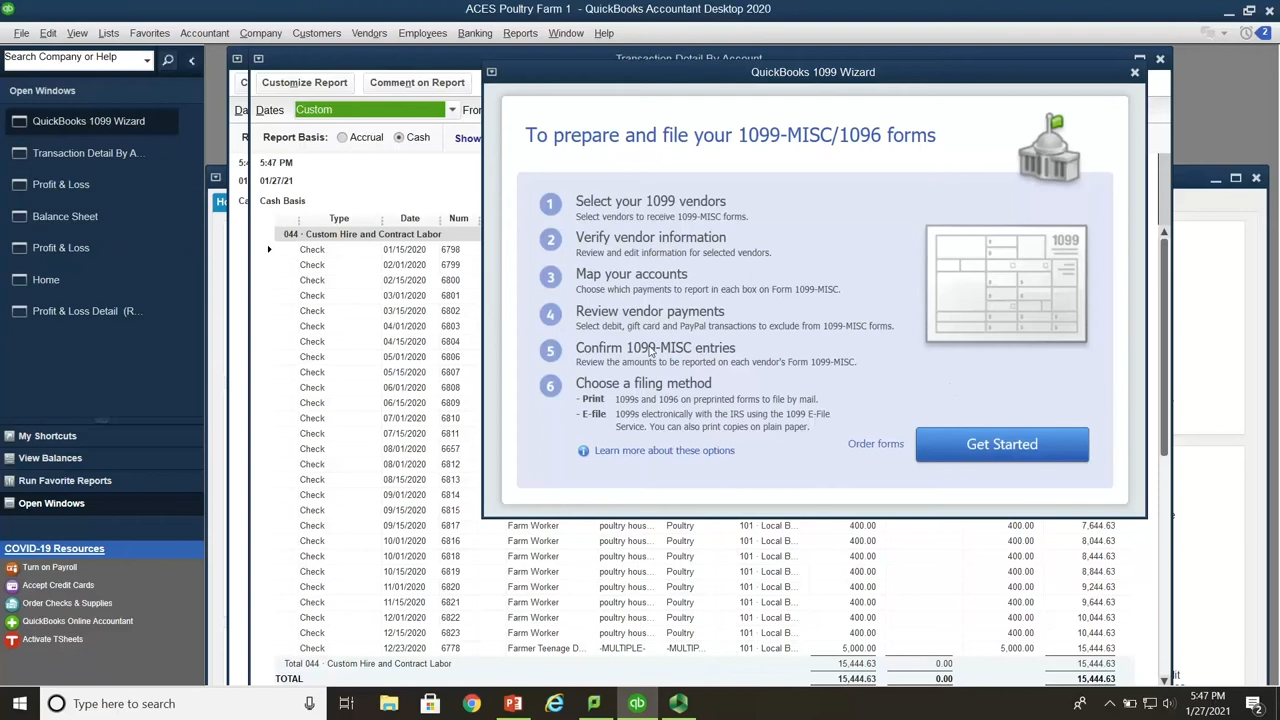 ACES Poultry Farm 1 - QuickBooks Accountant Desktop 2020
File Edit View Lists Favorites Accountant Company Customers Vendors Employees Banking Reports Window Help
2
Search Company or Help
Open Windows
QuickBooks 1099 Wizard
Transaction Detail By A...
Profit & Loss
Balance Sheet
Profit & Loss
Home
Profit & Loss Detail (R...
My Shortcuts
View Balances
Run Favorite Reports
Open Windows
COVID-19 Resources
Turn on Payroll
Accept Credit Cards
Order Checks & Supplies
QuickBooks Online Accountant
Activate TSheets
Transaction Detail By Account
Customize Report Comment on Report
Dates Custom
Report Basis: Accrual Cash
5:47 PM
01/27/21
Cash Basis
Type Date Num
044 · Custom Hire and Contract Labor
Check 01/15/2020 6798
Check 02/01/2020 6799
Check 02/15/2020 6800
Check 03/01/2020 6801
Check 03/15/2020 6802
Check 04/01/2020 6803
Check 04/15/2020 6804
Check 05/01/2020 6806
Check 05/15/2020 6807
Check 06/01/2020 6808
Check 06/15/2020 6809
Check 07/01/2020 6810
Check 07/15/2020 6811
Check 08/01/2020 6657
Check 08/01/2020 6812
Check 08/15/2020 6813
Check 09/01/2020 6814
Check 09/15/2020 6815
Check 09/15/2020 6817 Farm Worker poultry hous... Poultry 101 · Local B... 400.00 400.00 7,644.63
Check 10/01/2020 6816 Farm Worker poultry hous... Poultry 101 · Local B... 400.00 400.00 8,044.63
Check 10/01/2020 6818 Farm Worker poultry hous... Poultry 101 · Local B... 400.00 400.00 8,444.63
Check 10/15/2020 6819 Farm Worker poultry hous... Poultry 101 · Local B... 400.00 400.00 8,844.63
Check 11/01/2020 6820 Farm Worker poultry hous... Poultry 101 · Local B... 400.00 400.00 9,244.63
Check 11/15/2020 6821 Farm Worker poultry hous... Poultry 101 · Local B... 400.00 400.00 9,644.63
Check 12/01/2020 6822 Farm Worker poultry hous... Poultry 101 · Local B... 400.00 400.00 10,044.63
Check 12/15/2020 6823 Farm Worker poultry hous... Poultry 101 · Local B... 400.00 400.00 10,444.63
Check 12/23/2020 6778 Farmer Teenage D... -MULTIPLE- -MULTIP... 101 · Local B... 5,000.00 5,000.00 15,444.63
Total 044 · Custom Hire and Contract Labor 15,444.63 0.00 15,444.63
TOTAL 15,444.63 0.00 15,444.63
QuickBooks 1099 Wizard
To prepare and file your 1099-MISC/1096 forms
1 Select your 1099 vendors
Select vendors to receive 1099-MISC forms.
2 Verify vendor information
Review and edit information for selected vendors.
3 Map your accounts
Choose which payments to report in each box on Form 1099-MISC.
4 Review vendor payments
Select debit, gift card and PayPal transactions to exclude from 1099-MISC forms.
5 Confirm 1099-MISC entries
Review the amounts to be reported on each vendor's Form 1099-MISC.
6 Choose a filing method
- Print 1099s and 1096 on preprinted forms to file by mail.
- E-file 1099s electronically with the IRS using the 1099 E-File
Service. You can also print copies on plain paper.
Learn more about these options
Order forms
Get Started
1099
Type here to search
5:47 PM
1/27/2021
2